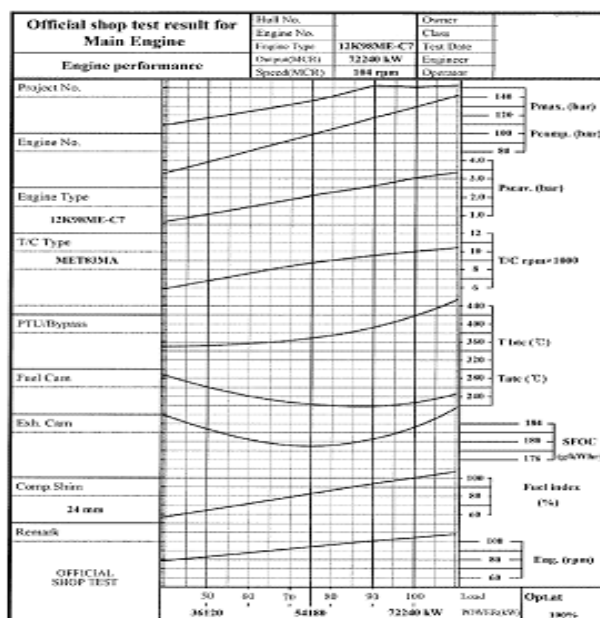 Official shop test result for
Main Engine
Engine performance
Hull No.
Engine No.
Engine Type 12K98ME-C7
Output(MCR) 72240 kW
Speed(MCR) 104 rpm
Owner
Class
Test Date
Engineer
Operator
Project No.
Engine No.
Engine Type
12K98ME-C7
T/C Type
MET83MA
PTU/Bypass
Fuel Cam
Exh. Cam
Comp.Shim
24 mm
Remark
OFFICIAL
SHOP TEST
140
120
100
80
Pmax. (bar)
Pcomp. (bar)
4.0
3.0
2.0
1.0
Pscav. (bar)
12
10
8
6
T/C rpm×1000
440
400
360
320
280
240
T btc (℃)
Tatc (℃)
184
180
176
SFOC
(g/kWhr)
100
80
60
Fuel index
(%)
100
80
60
Eng. (rpm)
50 100 Load
36120 54180 72240 kW POWER(kW)
Opt.at
100%